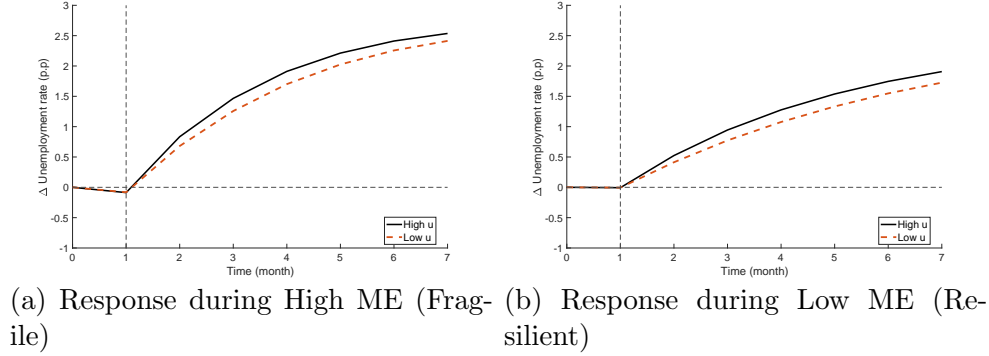 3
2.5
2
1.5
1
0.5
0
-0.5
-1
Δ Unemployment rate (p.p)
High u
Low u
0 1 2 3 4 5 6 7
Time (month)
3
2.5
2
1.5
1
0.5
0
-0.5
-1
Δ Unemployment rate (p.p)
High u
Low u
0 1 2 3 4 5 6 7
Time (month)
(a) Response during High ME (Frag-
ile)
(b) Response during Low ME (Re-
silient)